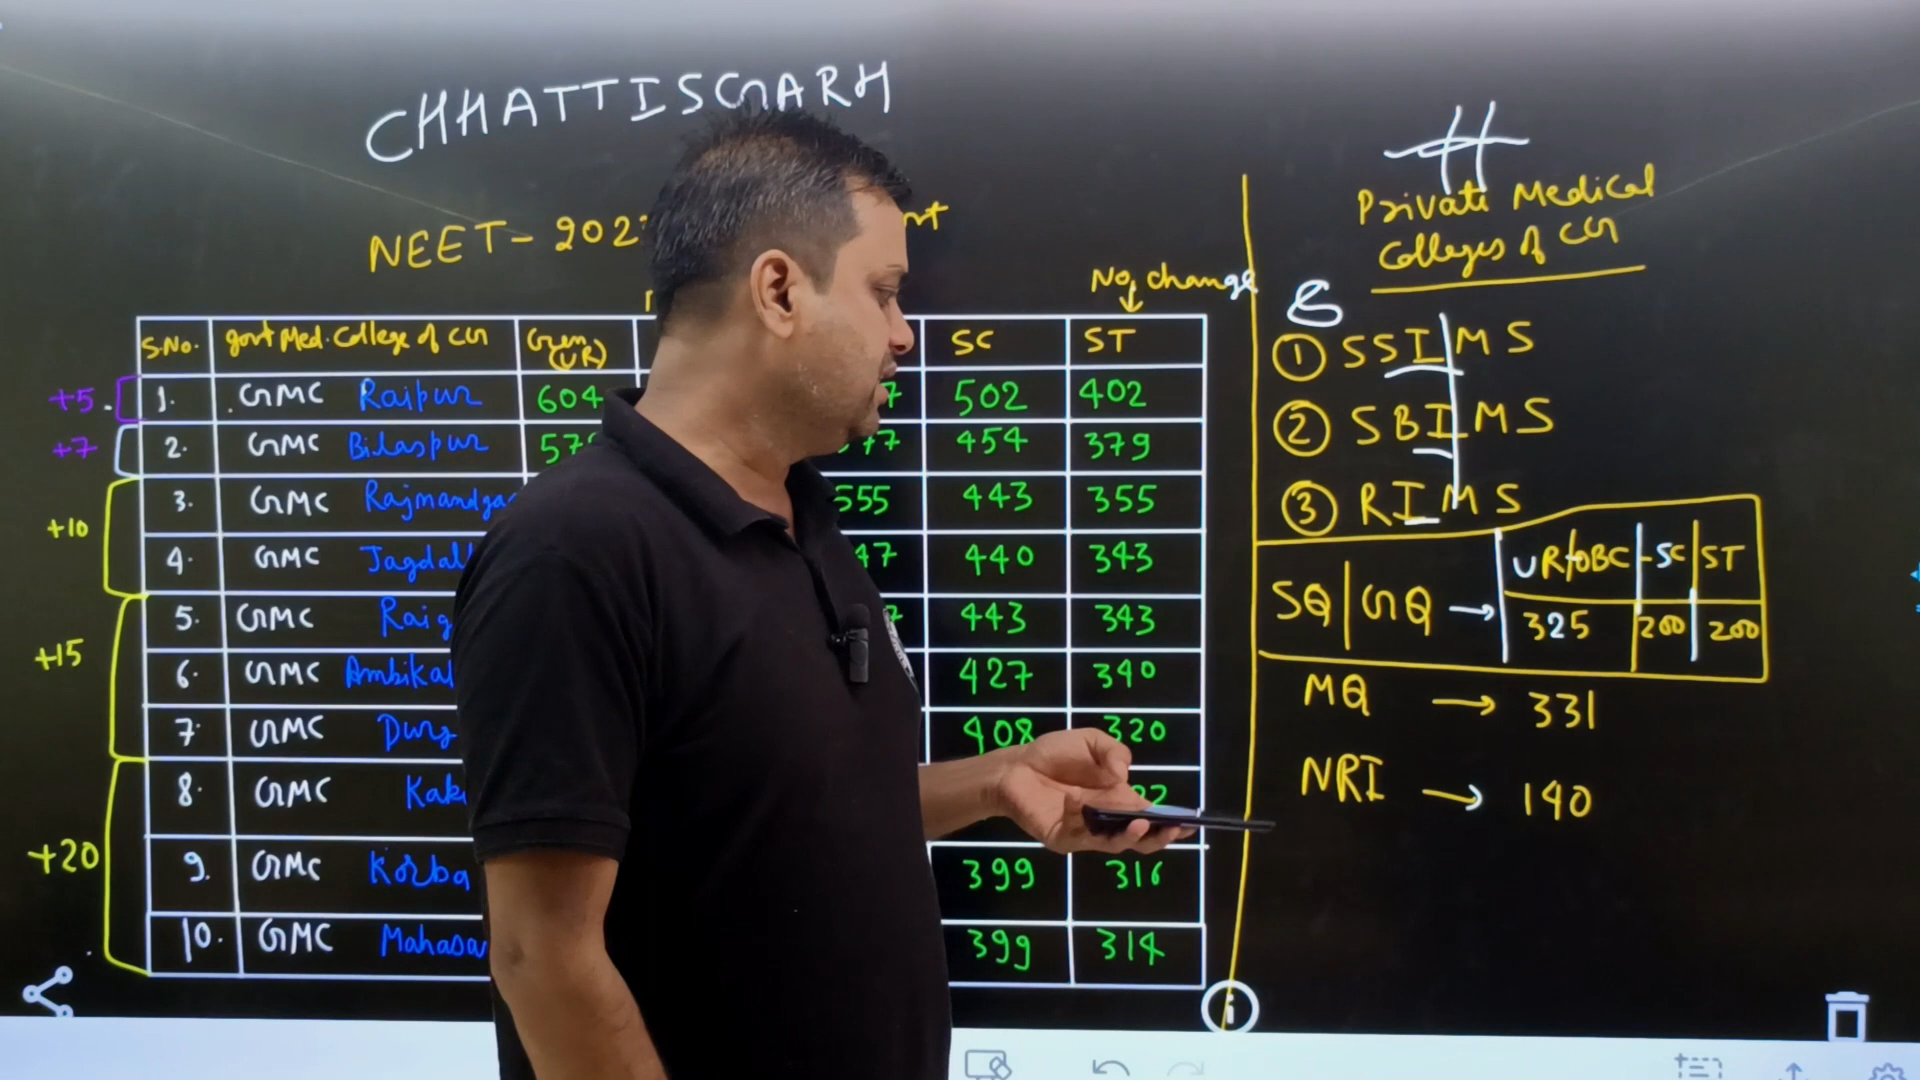 CHHATTISGARH
NEET-202
No change
S.No. Govt Med. College of CG Gen (UR) SC ST
+5 1. GMC Raipur 604 502 402
+7 2. GMC Bilaspur 454 379
3. GMC 555 443 355
+10
4. GMC 440 343
5. GMC 443 343
+15
6. GMC 427 340
7. GMC 408 320
8. GMC
+20
9. GMC Korba 399 316
10. GMC 399 314
Private Medical
Colleges of CG
① SSIMS
② SBIMS
③ RIMS
UR/OBC SC ST
SQ/GQ → 325 200 200
MQ → 331
NRI → 140